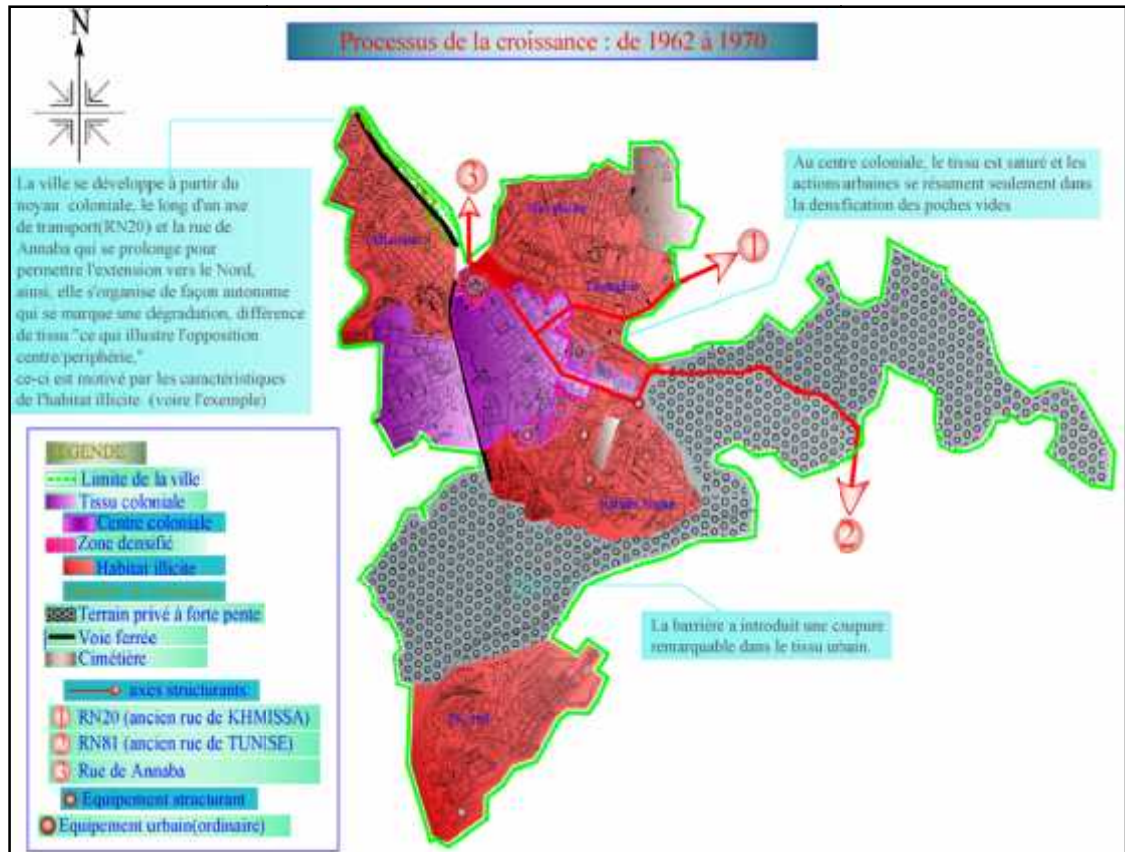 N
Processus de la croissance : de 1962 à 1970
La ville se développe à partir du
noyau coloniale, le long d'un axe
de transport(RN20) et la rue de
Annaba qui se prolonge pour
permettre l'extension vers le Nord,
ainsi, elle s'organise de façon autonome
qui se marque une dégradation, différence
de tissu "ce qui illustre l'opposition
centre/periphérie,"
ce-ci est motivé par les caractéristiques
de l'habitat illicite (voire l'exemple)
Au centre coloniale, le tissu est saturé et les
actions urbaines se résament seulement dans
la densfication des poches vides
3
1
2
La barrière a introduit une coupure
remarquable dans le tissu urbain.
LEGENDE
Limite de la ville
Tissu coloniale
Centre coloniale
Zone densifié
Habitat illicite
Terrain privé à forte pente
Voie ferrée
Cimétière
axes structurants
1 RN20 (ancien rue de KHMISSA)
2 RN81 (ancien rue de TUNISE)
3 Rue de Annaba
Equipement structurant
Equipement urbain(ordinaire)